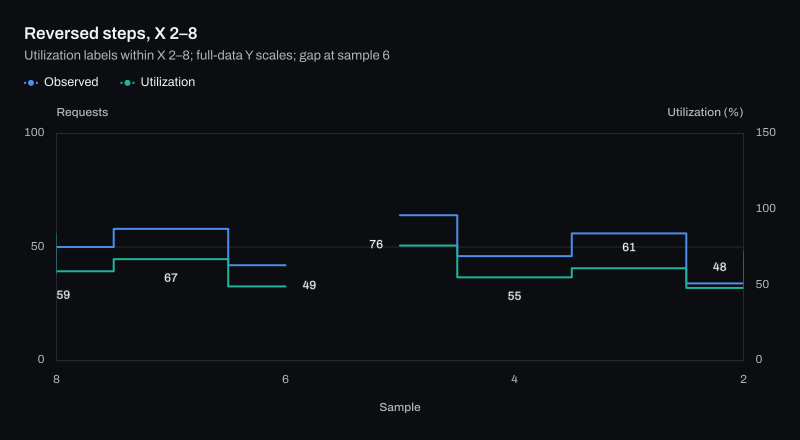 Reversed steps, X 2–8
Utilization labels within X 2–8; full-data Y scales; gap at sample 6
Observed Utilization
Requests Utilization (%)
100 150
100
76 61
50
48
67
49 50
59 55
0 0
8 6 4 2
Sample